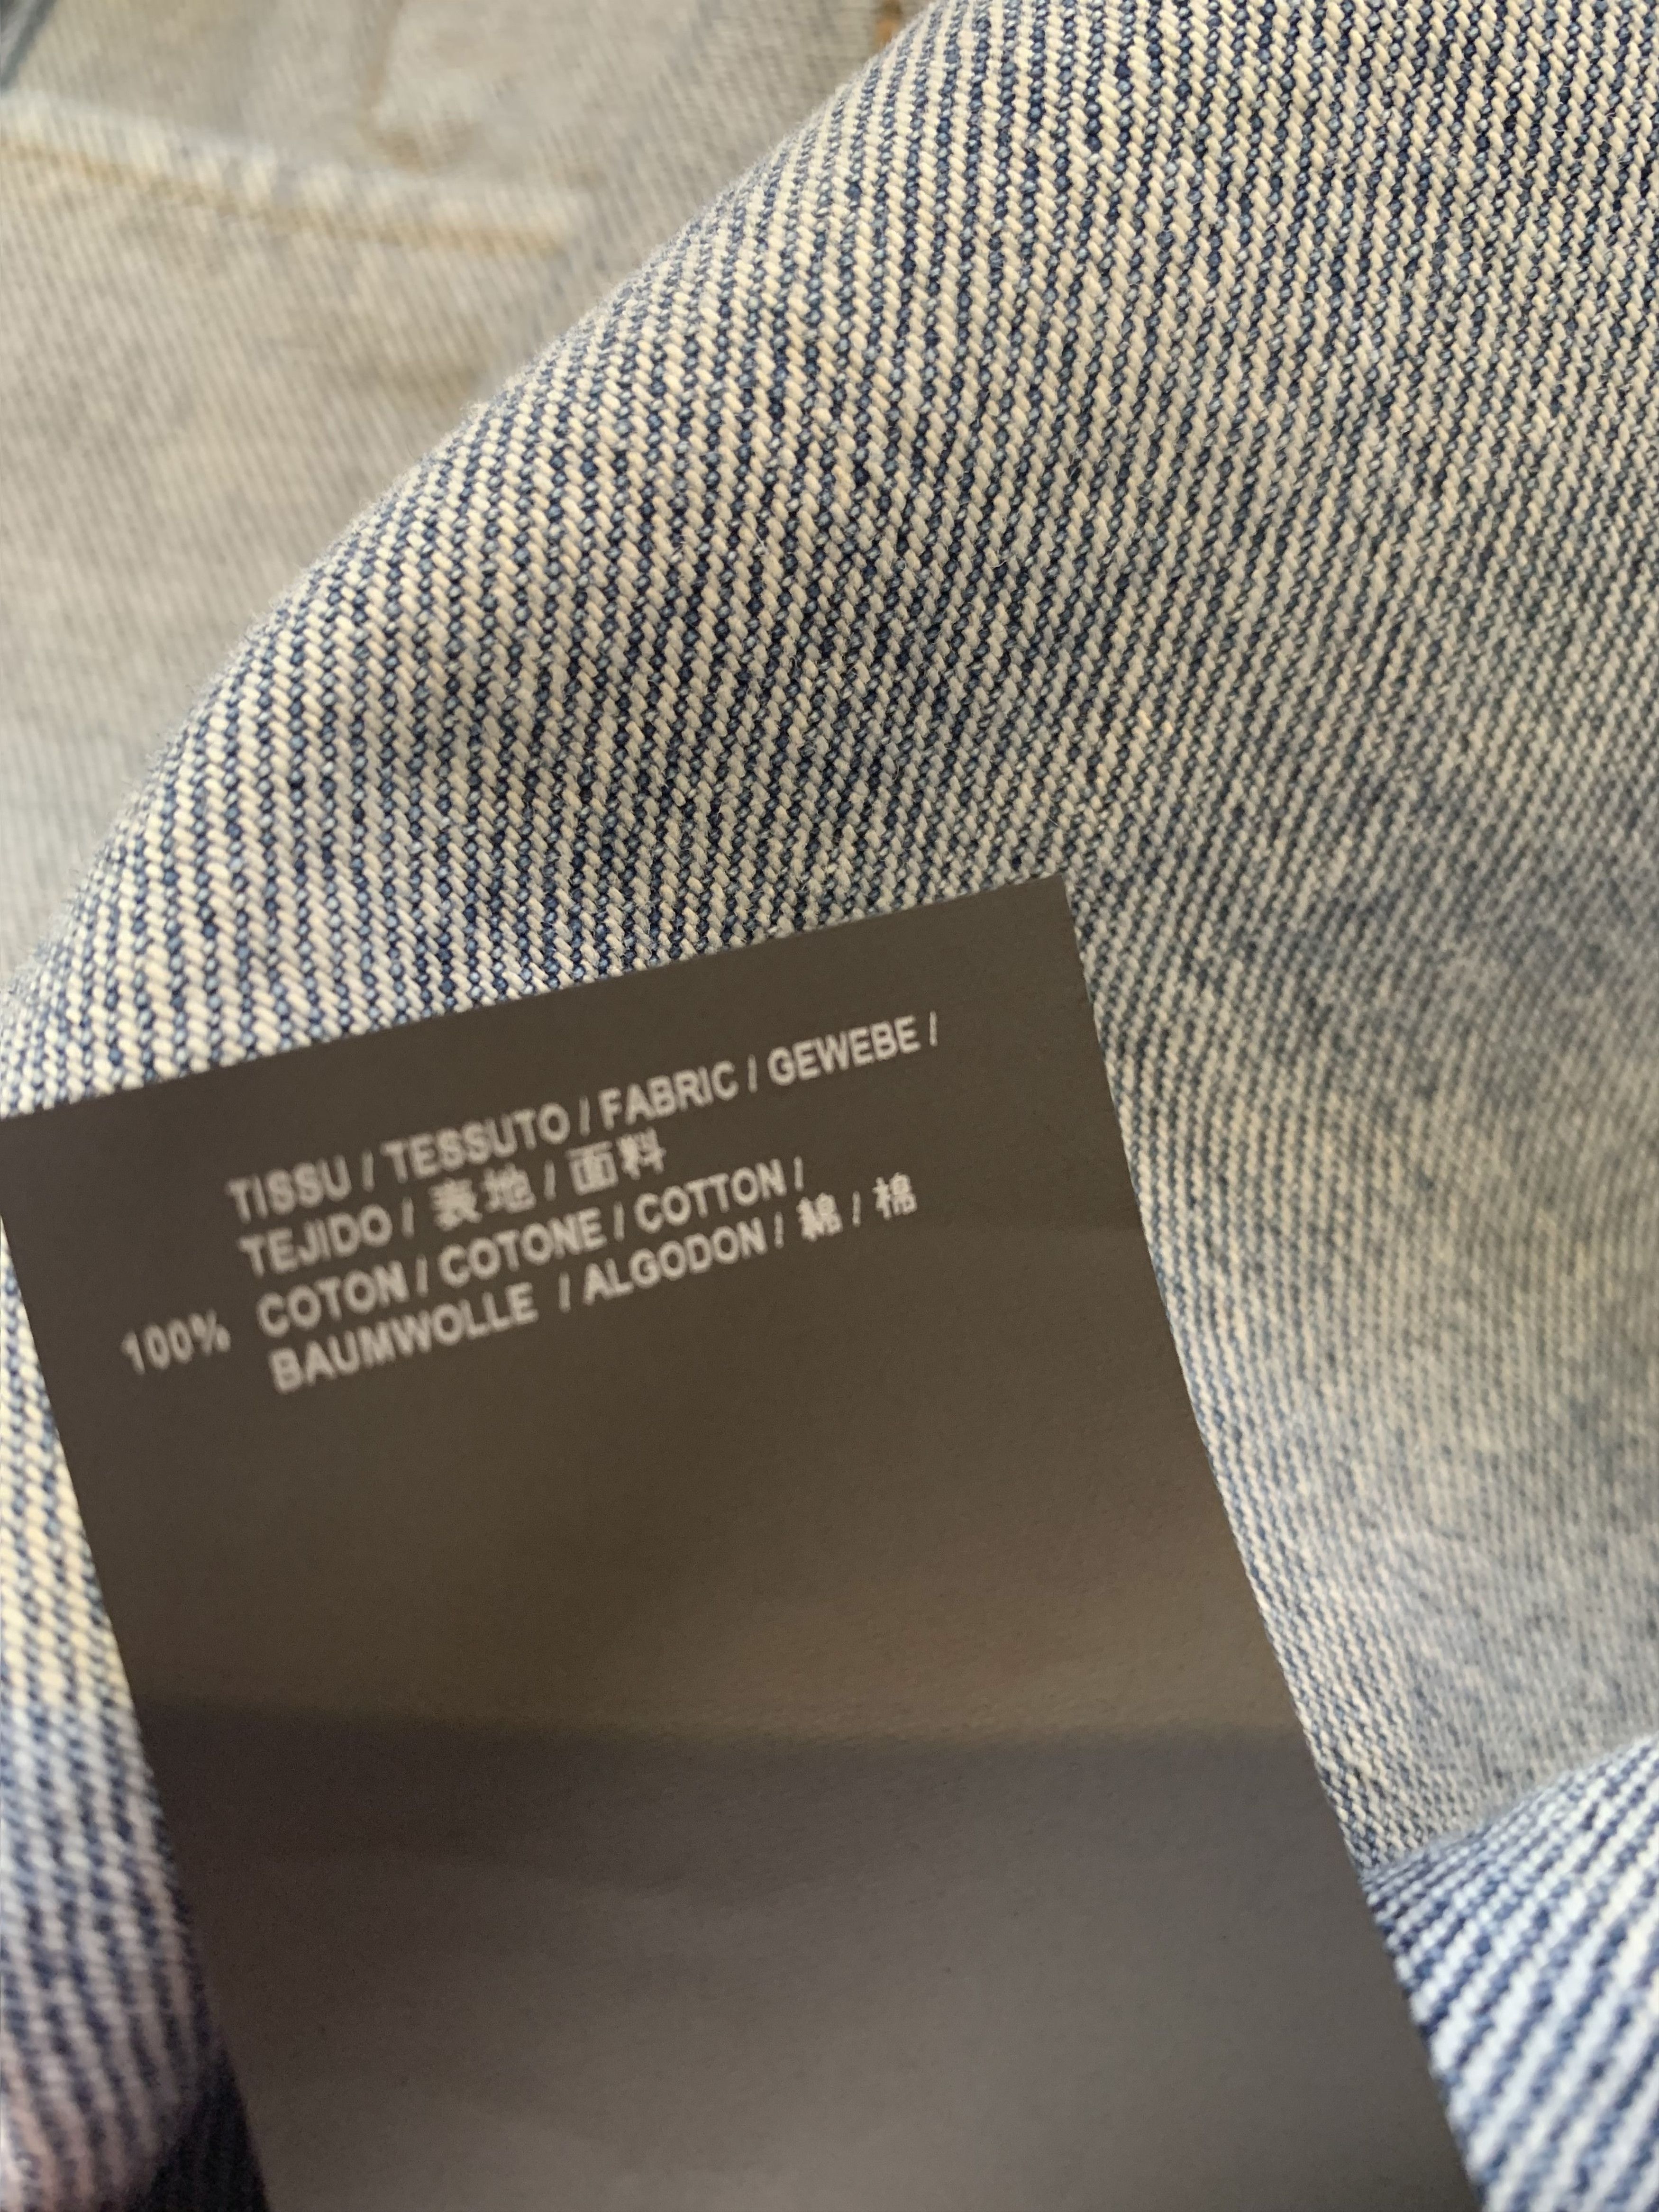 TISSU / TESSUTO / FABRIC / GEWEBE /
TEJIDO / 表地 / 面料
COTON / COTONE / COTTON /
100% BAUMWOLLE / ALGODON / 綿 / 棉